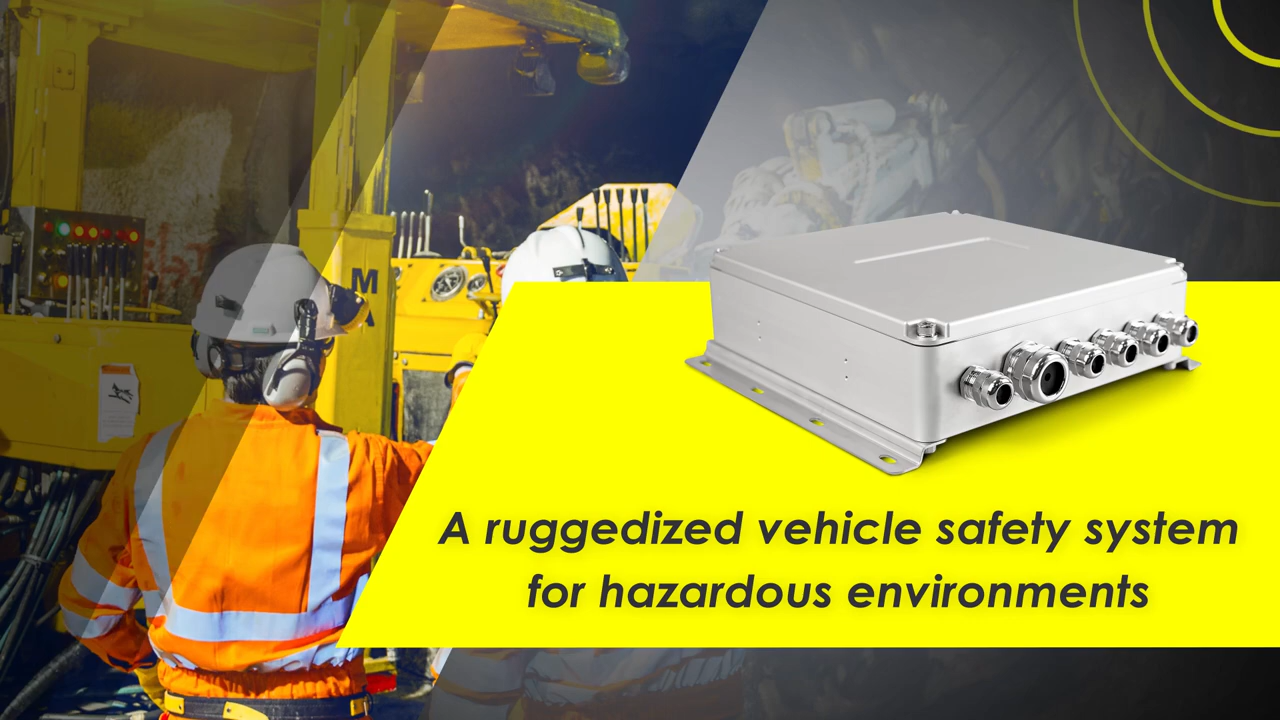 M
A ruggedized vehicle safety system
for hazardous environments